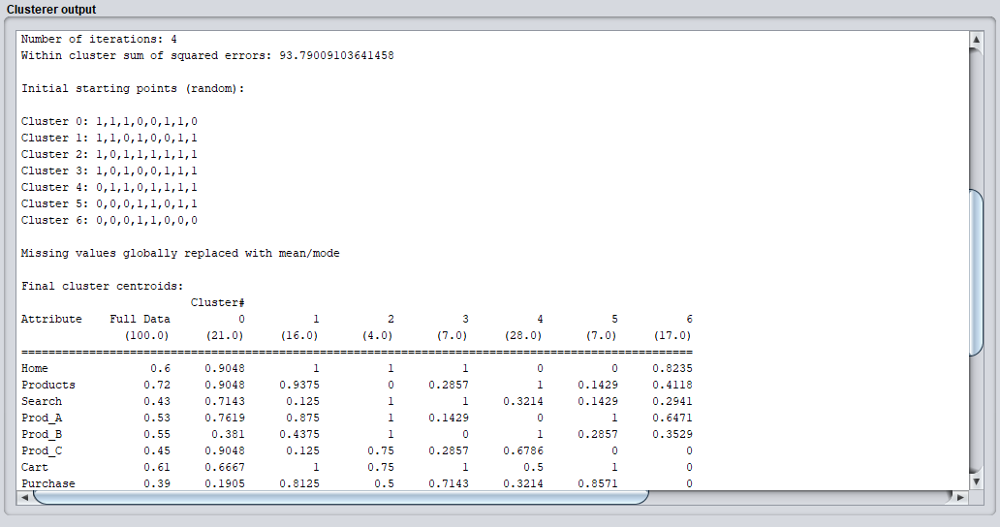 Clusterer output
Number of iterations: 4
Within cluster sum of squared errors: 93.79009103641458
Initial starting points (random):
Cluster 0: 1,1,1,0,0,1,1,0
Cluster 1: 1,1,0,1,0,0,1,1
Cluster 2: 1,0,1,1,1,1,1,1
Cluster 3: 1,0,1,0,0,1,1,1
Cluster 4: 0,1,1,0,1,1,1,1
Cluster 5: 0,0,0,1,1,0,1,1
Cluster 6: 0,0,0,1,1,0,0,0
Missing values globally replaced with mean/mode
Final cluster centroids:
Cluster#
Attribute Full Data 0 1 2 3 4 5 6
(100.0) (21.0) (16.0) (4.0) (7.0) (28.0) (7.0) (17.0)
==========================================================================================
Home 0.6 0.9048 1 1 1 0 0 0.8235
Products 0.72 0.9048 0.9375 0 0.2857 1 0.1429 0.4118
Search 0.43 0.7143 0.125 1 1 0.3214 0.1429 0.2941
Prod_A 0.53 0.7619 0.875 1 0.1429 0 1 0.6471
Prod_B 0.55 0.381 0.4375 1 0 1 0.2857 0.3529
Prod_C 0.45 0.9048 0.125 0.75 0.2857 0.6786 0 0
Cart 0.61 0.6667 1 0.75 1 0.5 1 0
Purchase 0.39 0.1905 0.8125 0.5 0.7143 0.3214 0.8571 0